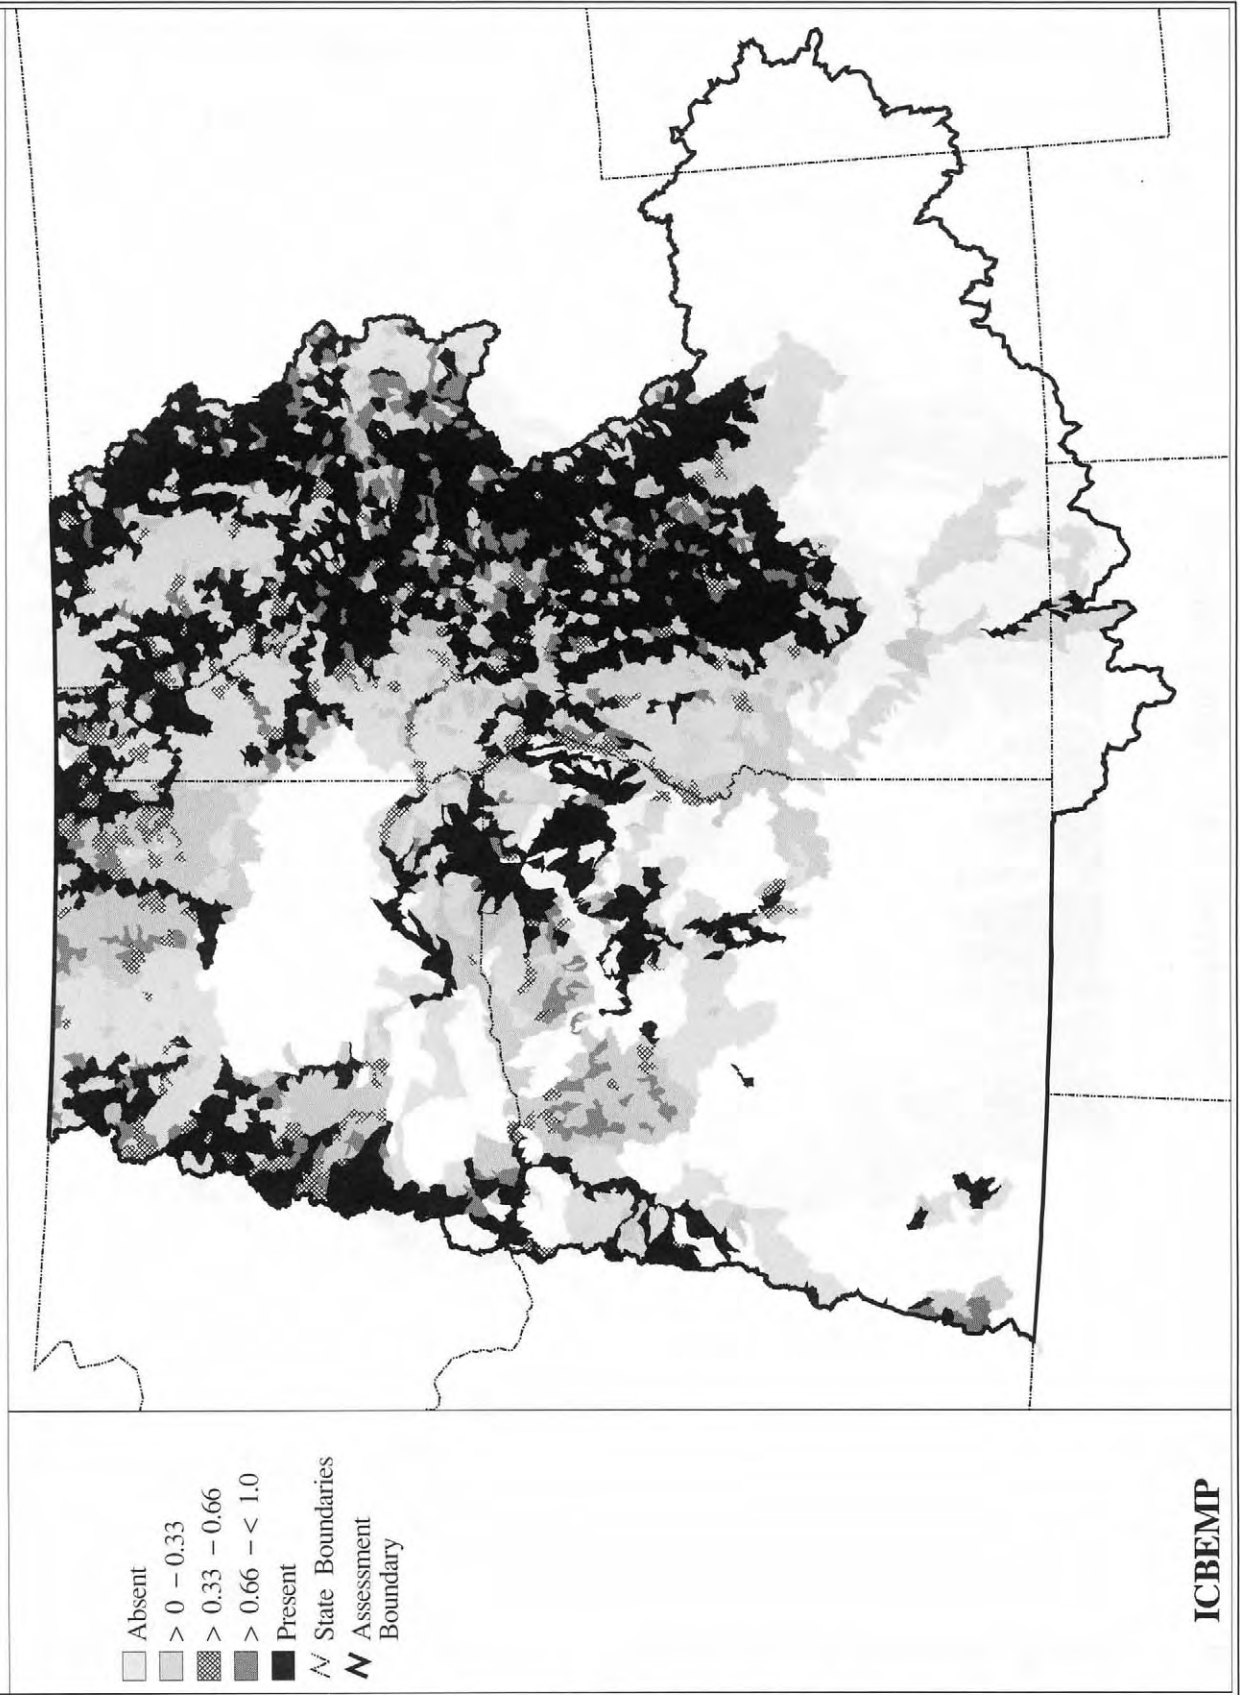 Absent
> 0 – 0.33
> 0.33 – 0.66
> 0.66 – < 1.0
Present
State Boundaries
Assessment
Boundary
ICBEMP